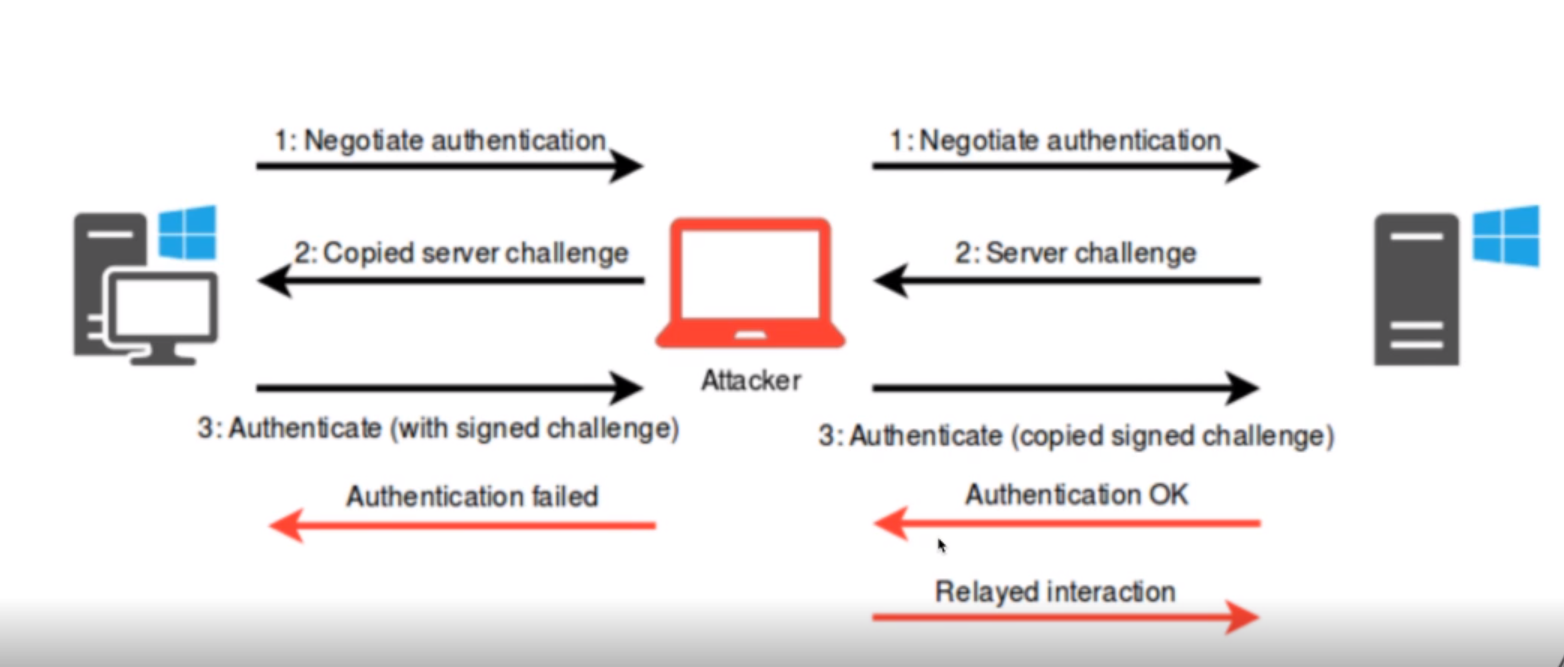 1: Negotiate authentication
1: Negotiate authentication
2: Copied server challenge
2: Server challenge
Attacker
3: Authenticate (with signed challenge)
3: Authenticate (copied signed challenge)
Authentication failed
Authentication OK
Relayed interaction